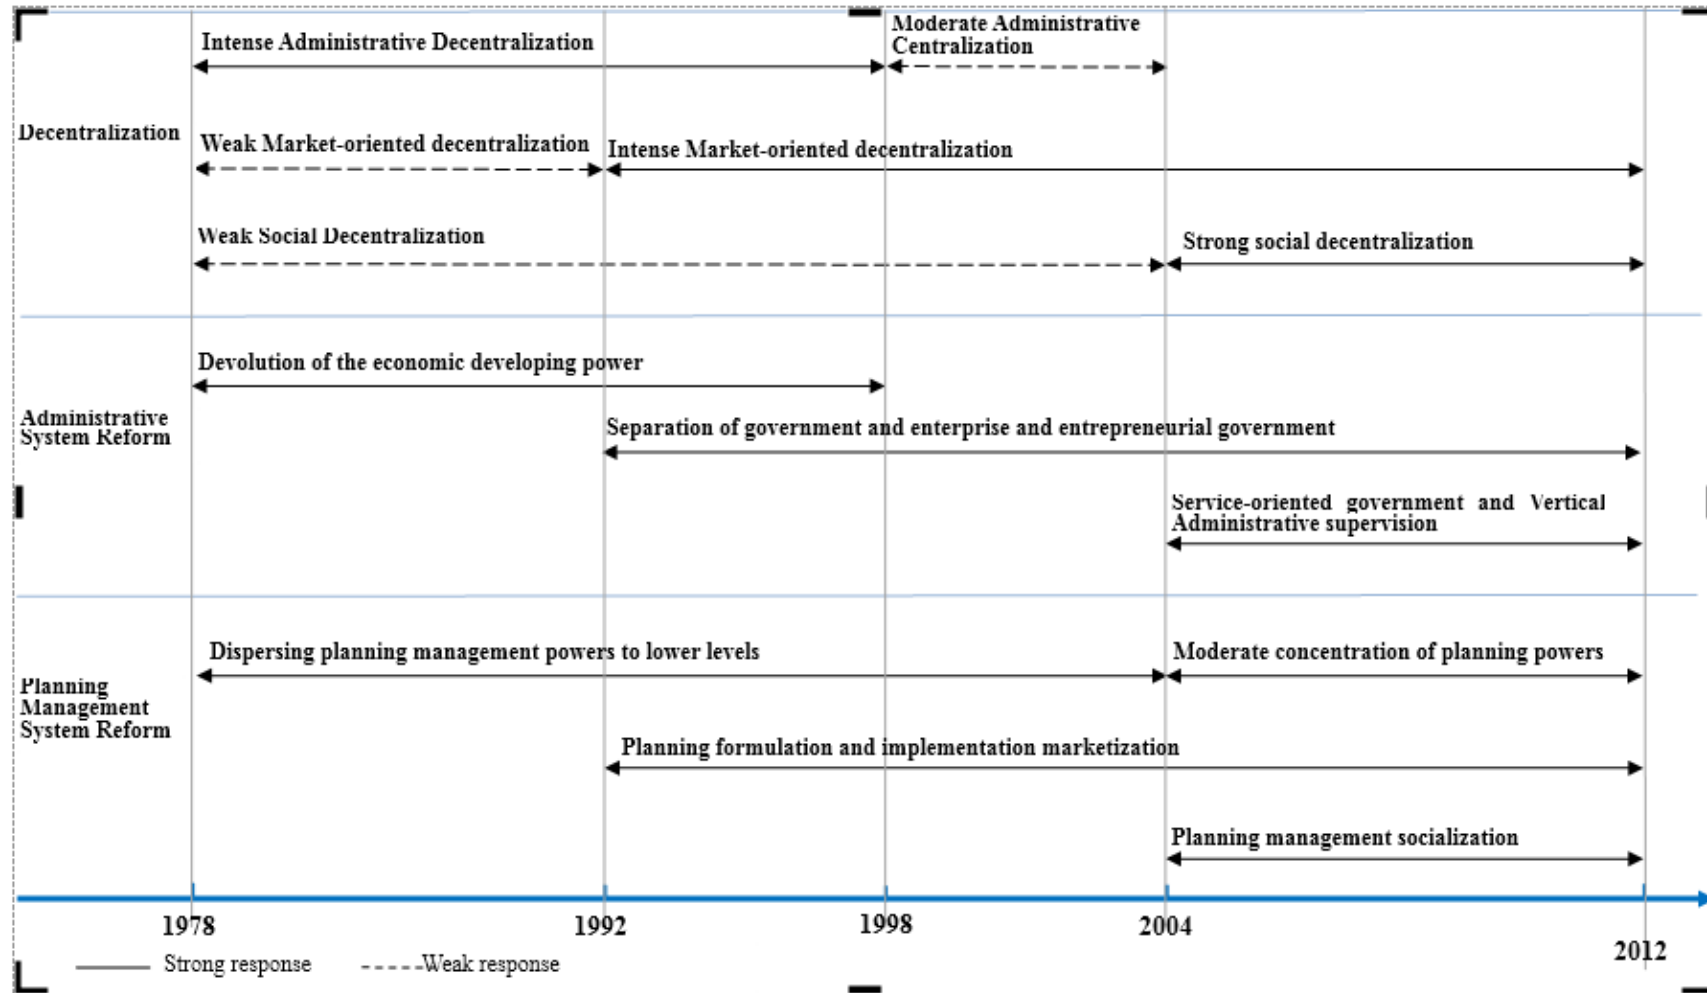 Intense Administrative Decentralization
Moderate Administrative
Centralization
Decentralization
Weak Market-oriented decentralization
Intense Market-oriented decentralization
Weak Social Decentralization
Strong social decentralization
Devolution of the economic developing power
Administrative
System Reform
Separation of government and enterprise and entrepreneurial government
Service-oriented government and Vertical
Administrative supervision
Dispersing planning management powers to lower levels
Moderate concentration of planning powers
Planning
Management
System Reform
Planning formulation and implementation marketization
Planning management socialization
1978
1992
1998
2004
2012
Strong response
Weak response